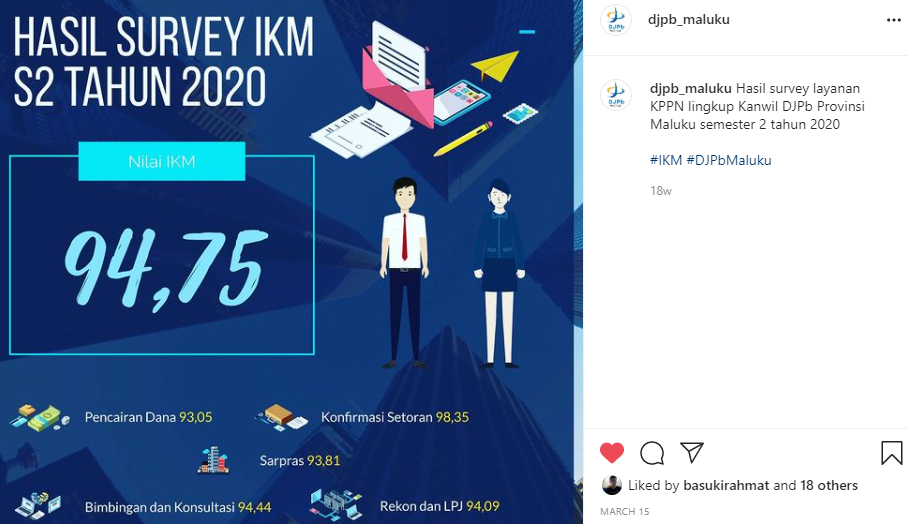 HASIL SURVEY IKM
S2 TAHUN 2020
Nilai IKM
94,75
Pencairan Dana 93,05
Konfirmasi Setoran 98,35
Sarpras 93,81
Bimbingan dan Konsultasi 94,44
Rekon dan LPJ 94,09
DJPb
djpb_maluku
DJPb
djpb_maluku Hasil survey layanan
KPPN lingkup Kanwil DJPb Provinsi
Maluku semester 2 tahun 2020
#IKM #DJPbMaluku
18w
Liked by basukirahmat and 18 others
MARCH 15